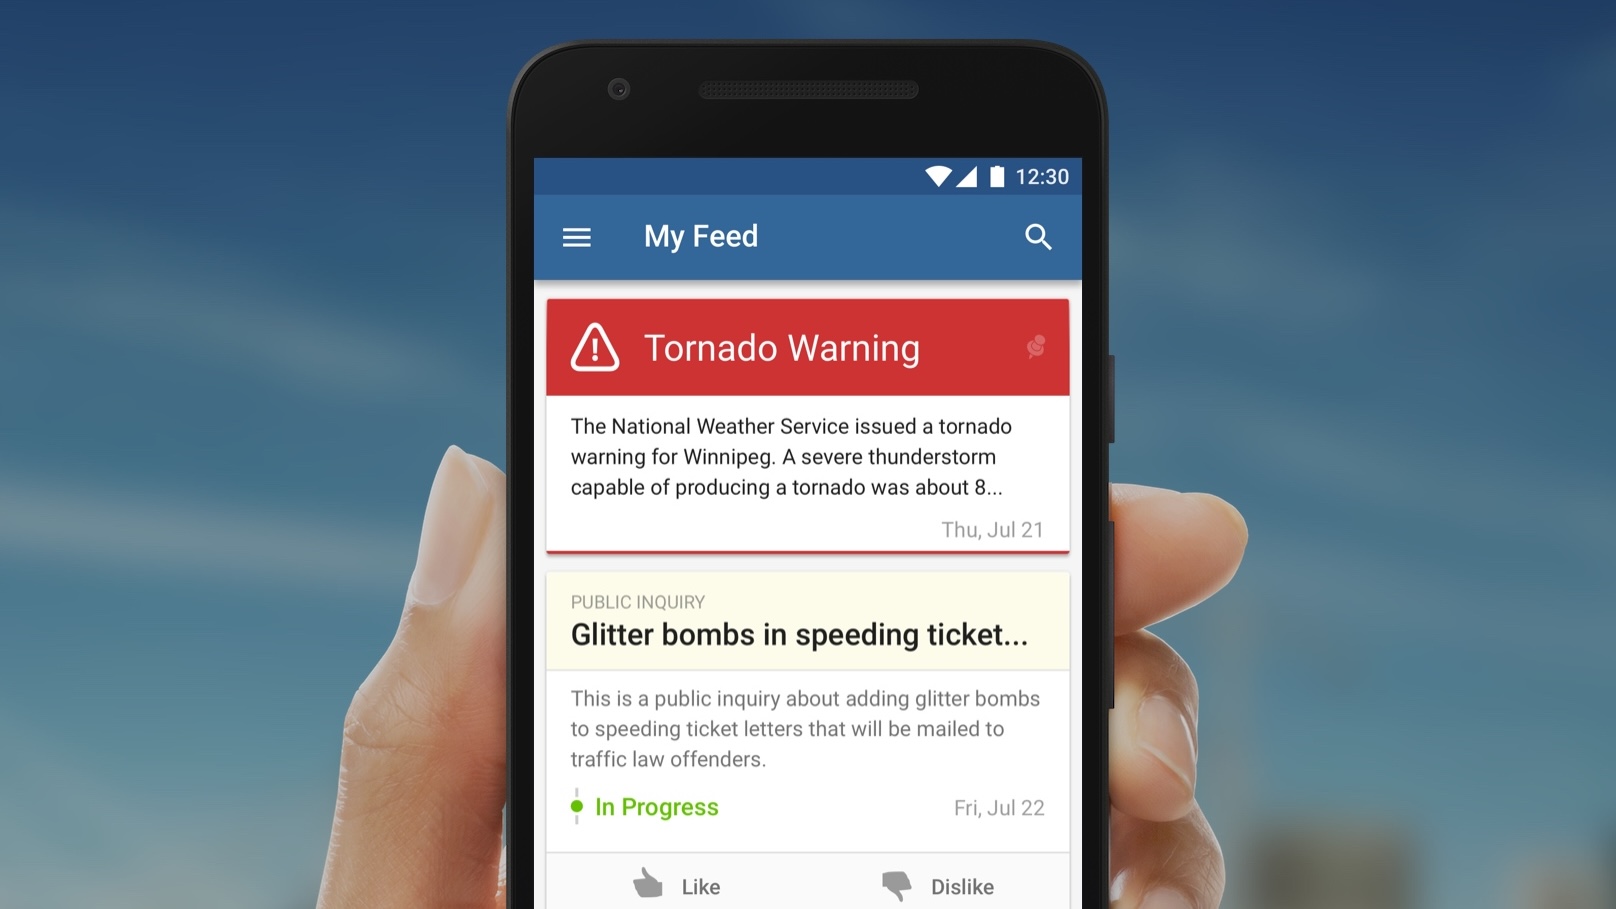 12:30
My Feed
Tornado Warning
The National Weather Service issued a tornado
warning for Winnipeg. A severe thunderstorm
capable of producing a tornado was about 8...
Thu, Jul 21
PUBLIC INQUIRY
Glitter bombs in speeding ticket...
This is a public inquiry about adding glitter bombs
to speeding ticket letters that will be mailed to
traffic law offenders.
In Progress
Fri, Jul 22
Like
Dislike